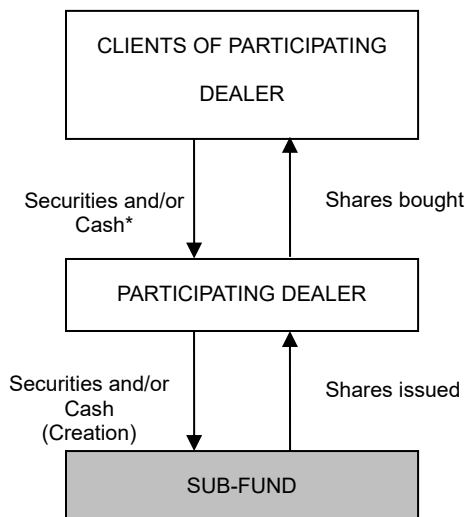 CLIENTS OF PARTICIPATING
DEALER
Securities and/or
Cash*
Shares bought
PARTICIPATING DEALER
Securities and/or
Cash
(Creation)
Shares issued
SUB-FUND